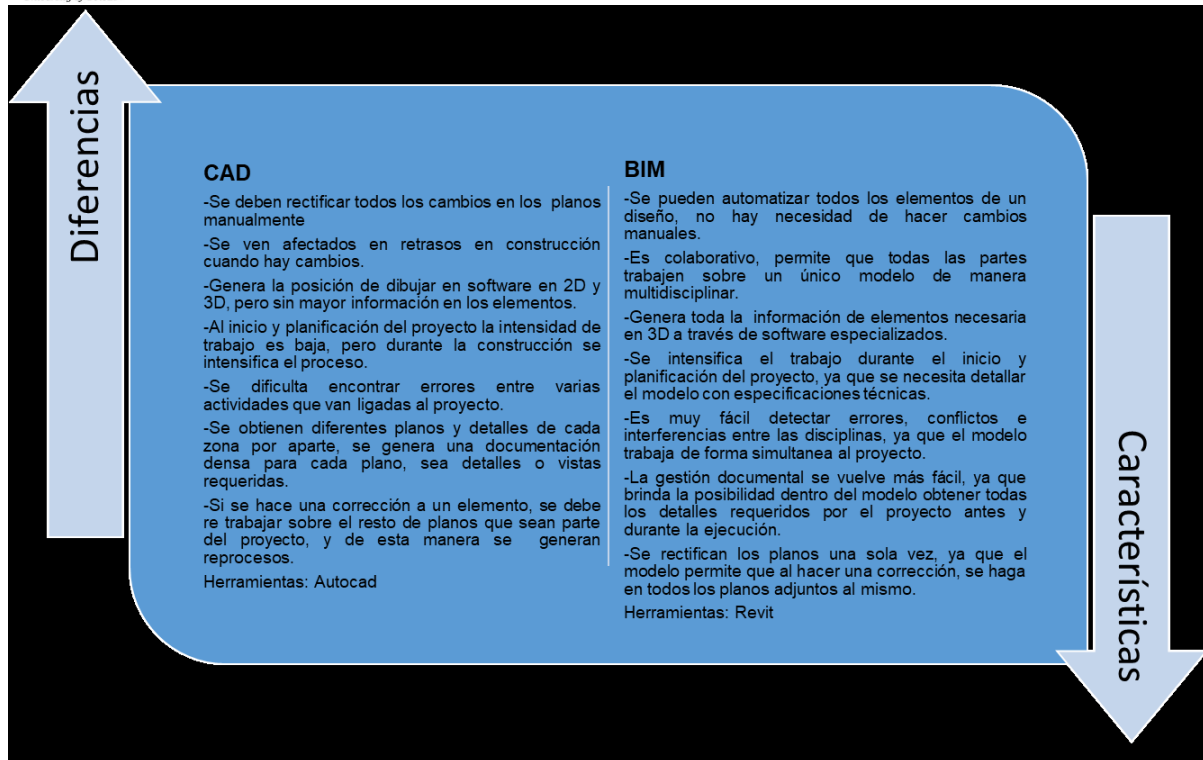 Diferencias
CAD
-Se deben rectificar todos los cambios en los planos
manualmente
-Se ven afectados en retrasos en construcción
cuando hay cambios.
-Genera la posición de dibujar en software en 2D y
3D, pero sin mayor información en los elementos.
-Al inicio y planificación del proyecto la intensidad de
trabajo es baja, pero durante la construcción se
intensifica el proceso.
-Se dificulta encontrar errores entre varias
actividades que van ligadas al proyecto.
-Se obtienen diferentes planos y detalles de cada
zona por aparte, se genera una documentación
densa para cada plano, sea detalles o vistas
requeridas.
-Si se hace una corrección a un elemento, se debe
re trabajar sobre el resto de planos que sean parte
del proyecto, y de esta manera se generan
reprocesos.
Herramientas: Autocad
BIM
-Se pueden automatizar todos los elementos de un
diseño, no hay necesidad de hacer cambios
manuales.
-Es colaborativo, permite que todas las partes
trabajen sobre un único modelo de manera
multidisciplinar.
-Genera toda la información de elementos necesaria
en 3D a través de software especializados.
-Se intensifica el trabajo durante el inicio y
planificación del proyecto, ya que se necesita detallar
el modelo con especificaciones técnicas.
-Es muy fácil detectar errores, conflictos e
interferencias entre las disciplinas, ya que el modelo
trabaja de forma simultanea al proyecto.
-La gestión documental se vuelve más fácil, ya que
brinda la posibilidad dentro del modelo obtener todas
los detalles requeridos por el proyecto antes y
durante la ejecución.
-Se rectifican los planos una sola vez, ya que el
modelo permite que al hacer una corrección, se haga
en todos los planos adjuntos al mismo.
Herramientas: Revit
Características